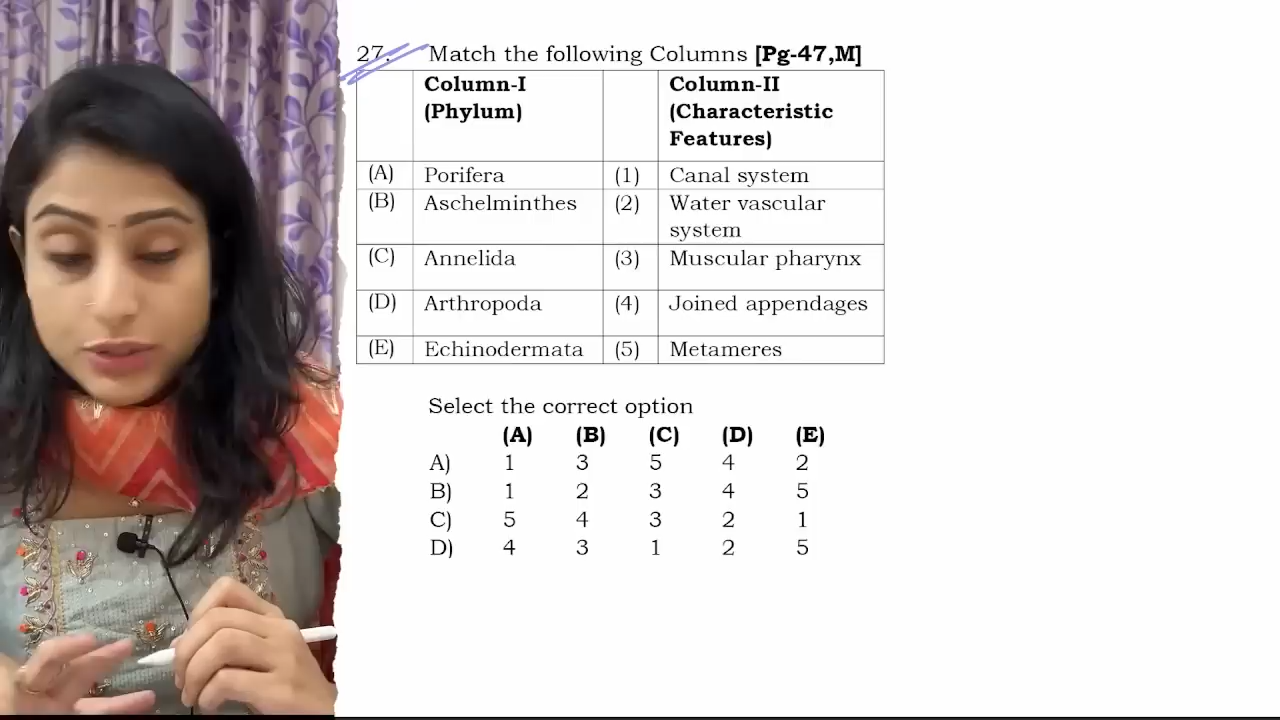 27. Match the following Columns [Pg-47,M]
Column-I (Phylum) Column-II (Characteristic Features)
(A) Porifera (1) Canal system
(B) Aschelminthes (2) Water vascular system
(C) Annelida (3) Muscular pharynx
(D) Arthropoda (4) Joined appendages
(E) Echinodermata (5) Metameres
Select the correct option
(A) (B) (C) (D) (E)
A) 1 3 5 4 2
B) 1 2 3 4 5
C) 5 4 3 2 1
D) 4 3 1 2 5